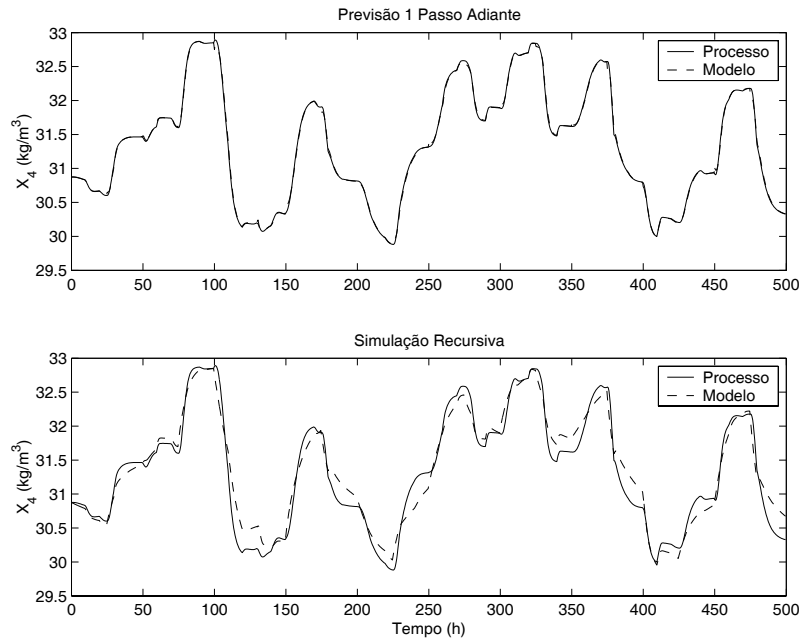 Previsão 1 Passo Adiante
33
32.5
32
31.5
31
30.5
30
29.5
X4 (kg/m3)
Processo
Modelo
0 50 100 150 200 250 300 350 400 450 500
Simulação Recursiva
33
32.5
32
31.5
31
30.5
30
29.5
X4 (kg/m3)
Processo
Modelo
0 50 100 150 200 250 300 350 400 450 500
Tempo (h)